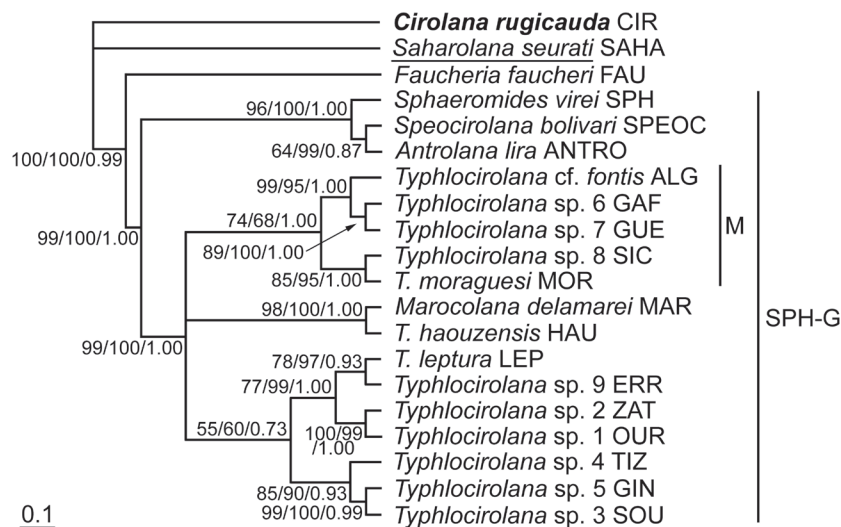 Cirolana rugicauda CIR
Saharolana seurati SAHA
Faucheria faucheri FAU
96/100/1.00
Sphaeromides virei SPH
Speocirolana bolivari SPEOC
100/100/0.99
64/99/0.87
Antrolana lira ANTRO
99/95/1.00
Typhlocirolana cf. fontis ALG
Typhlocirolana sp. 6 GAF
74/68/1.00
Typhlocirolana sp. 7 GUE
M
99/100/1.00
89/100/1.00
Typhlocirolana sp. 8 SIC
85/95/1.00
T. moraguesi MOR
98/100/1.00
Marocolana delamarei MAR
SPH-G
T. haouzensis HAU
99/100/1.00
78/97/0.93
T. leptura LEP
77/99/1.00
Typhlocirolana sp. 9 ERR
Typhlocirolana sp. 2 ZAT
55/60/0.73
100/99
/1.00
Typhlocirolana sp. 1 OUR
Typhlocirolana sp. 4 TIZ
85/90/0.93
Typhlocirolana sp. 5 GIN
0.1
99/100/0.99
Typhlocirolana sp. 3 SOU